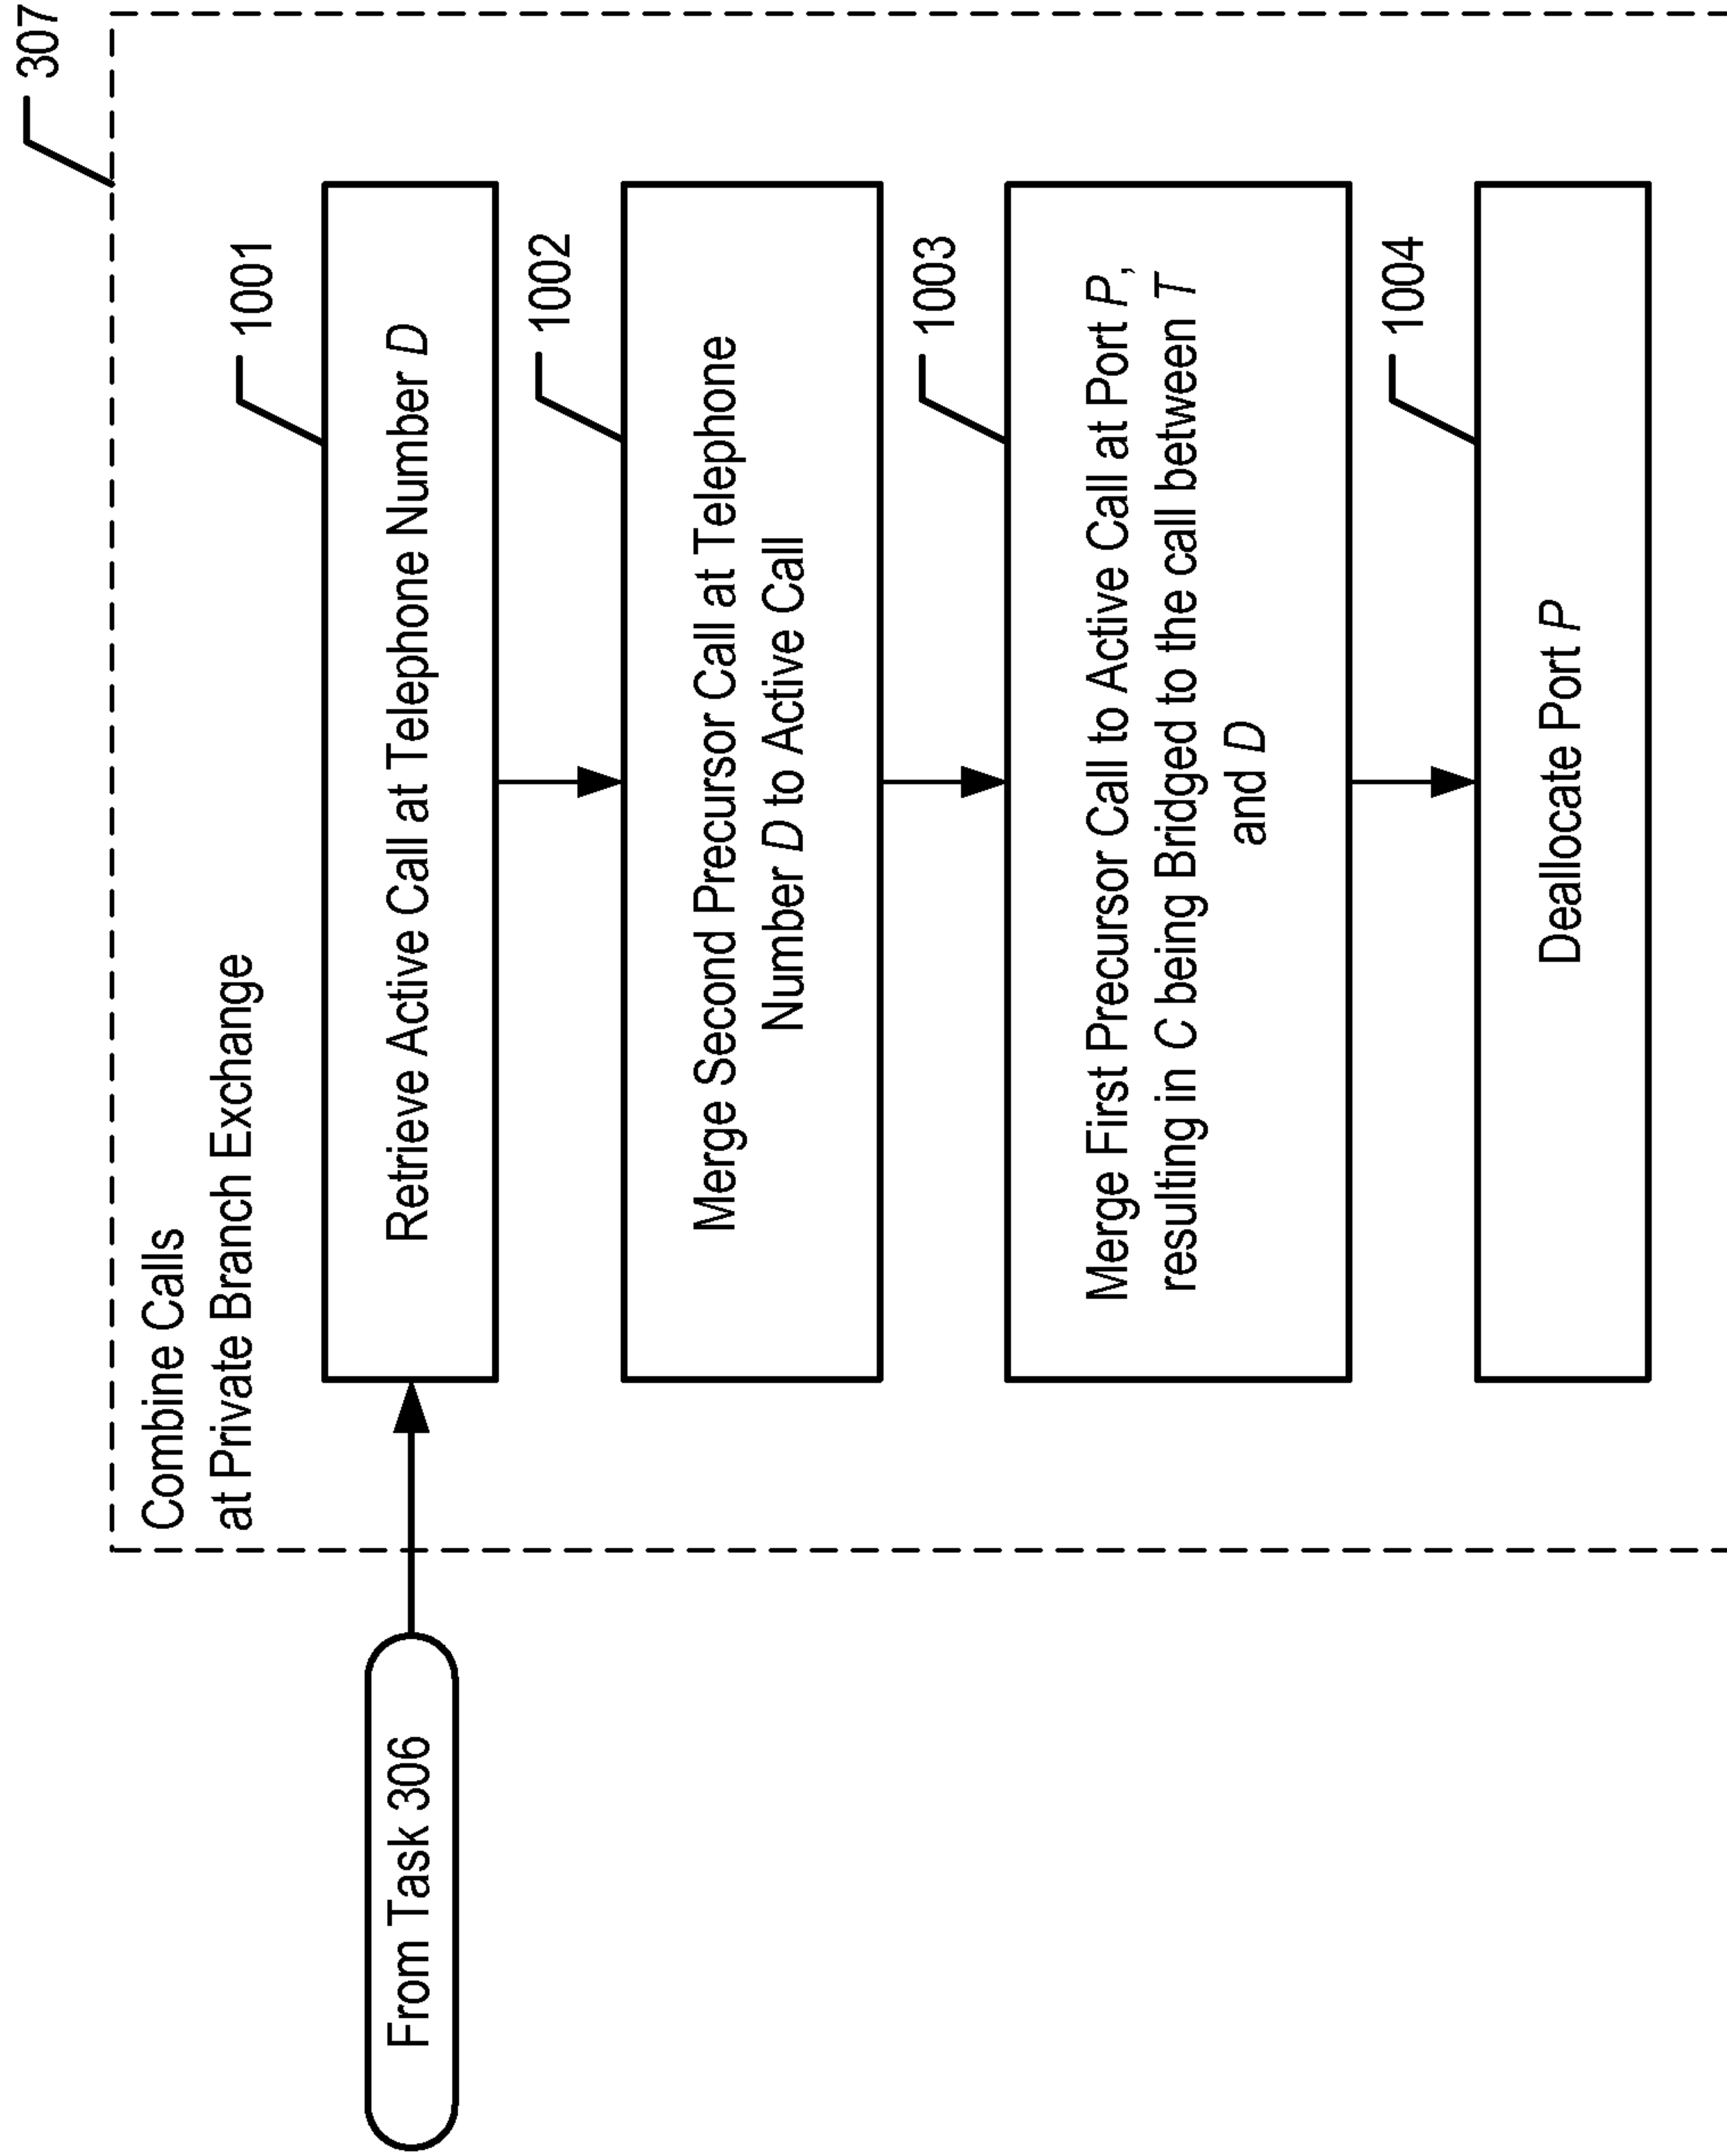 307
Combine Calls
at Private Branch Exchange
From Task 306
1001
Retrieve Active Call at Telephone Number D
1002
Merge Second Precursor Call at Telephone
Number D to Active Call
1003
Merge First Precursor Call to Active Call at Port P,
resulting in C being Bridged to the call between T
and D
1004
Deallocate Port P